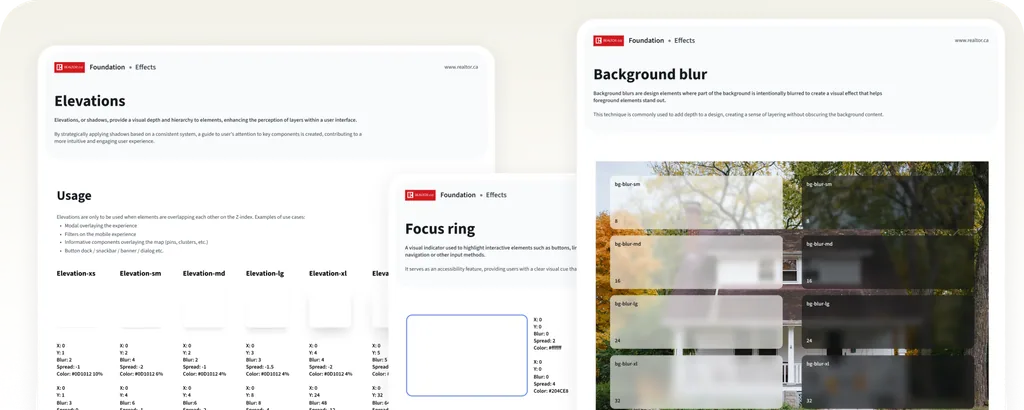 REALTOR.ca Foundation • Effects www.realtor.ca
Elevations
Elevations, or shadows, provide a visual depth and hierarchy to elements, enhancing the perception of layers within a user interface.
By strategically applying shadows based on a consistent system, a guide to user's attention to key components is created, contributing to a
more intuitive and engaging user experience.
Usage
Elevations are only to be used when elements are overlapping each other on the Z-index. Examples of use cases:
• Modal overlaying the experience
• Filters on the mobile experience
• Informative components overlaying the map (pins, clusters, etc.)
• Button dock / snackbar / banner / dialog etc.
Elevation-xs Elevation-sm Elevation-md Elevation-lg Elevation-xl Eleva
X: 0 X: 0 X: 0 X: 0 X: 0 X: 0
Y: 1 Y: 2 Y: 2 Y: 3 Y: 4 Y: 5
Blur: 2 Blur: 4 Blur: 2 Blur: 3 Blur: 4 Blur: 5
Spread: -1 Spread: -2 Spread: -1 Spread: -1.5 Spread: -2 Spread
Color: #0D1012 10% Color: #0D1012 6% Color: #0D1012 4% Color: #0D1012 4% Color: #0D1012 4% Color:
X: 0 X: 0 X: 0 X: 0 X: 0 X: 0
Y: 1 Y: 4 Y: 4 Y: 8 Y: 24 Y: 32
Blur: 3 Blur: 6 Blur:6 Blur: 8 Blur: 48 Blur: 64
REALTOR.ca Foundation • Effects
Focus ring
A visual indicator used to highlight interactive elements such as buttons,
navigation or other input methods.
It serves as an accessibility feature, providing users with a clear visual cue tha
X: 0
Y: 0
Blur: 0
Spread: 2
Color: #ffffff
X: 0
Y: 0
Blur: 0
Spread: 4
Color: #204CE8
REALTOR.ca Foundation • Effects www.realtor.ca
Background blur
Background blurs are design elements where part of the background is intentionally blurred to create a visual effect that helps
foreground elements stand out.
This technique is commonly used to add depth to a design, creating a sense of layering without obscuring the background content.
bg-blur-sm bg-blur-sm
8 8
bg-blur-md bg-blur-md
16 16
bg-blur-lg bg-blur-lg
24 24
bg-blur-xl bg-blur-xl
32 32